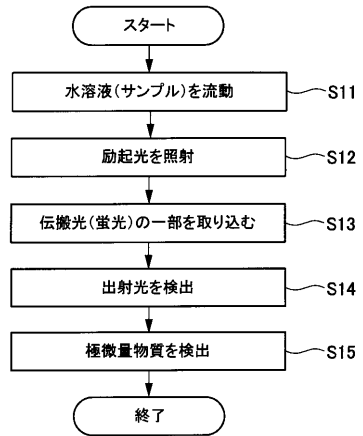 スタート
水溶液(サンプル)を流動 S11
励起光を照射 S12
伝搬光(蛍光)の一部を取り込む S13
出射光を検出 S14
極微量物質を検出 S15
終了